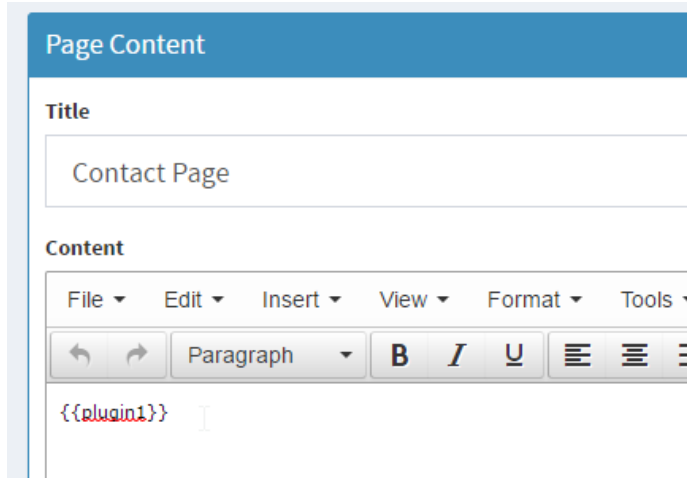 Page Content
Title
Contact Page
Content
File Edit Insert View Format Tools
Paragraph B I U
{{plugin1}}